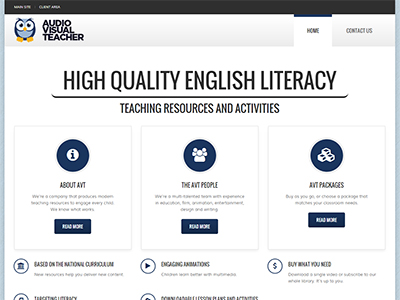 MAIN SITE
CLIENT AREA
AUDIO
VISUAL
TEACHER
HOME
CONTACT US
HIGH QUALITY ENGLISH LITERACY
TEACHING RESOURCES AND ACTIVITIES
ABOUT AVT
We're a company that produces modern
teaching resources to engage every child.
We know what works.
READ MORE
THE AVT PEOPLE
We're a multi-talented team with experience
in education, film, animation, entertainment,
design and writing.
READ MORE
AVT PACKAGES
Buy as you go, or choose a package that
matches your classroom needs.
READ MORE
BASED ON THE NATIONAL CURRICULUM
New resources help you deliver new content.
ENGAGING ANIMATIONS
Children learn better with multimedia.
BUY WHAT YOU NEED
Download a single video or subscribe to our
whole library. It's up to you.
TARGETING LITERACY
DOWNLOADABLE LESSON PLANS AND ACTIVITIES